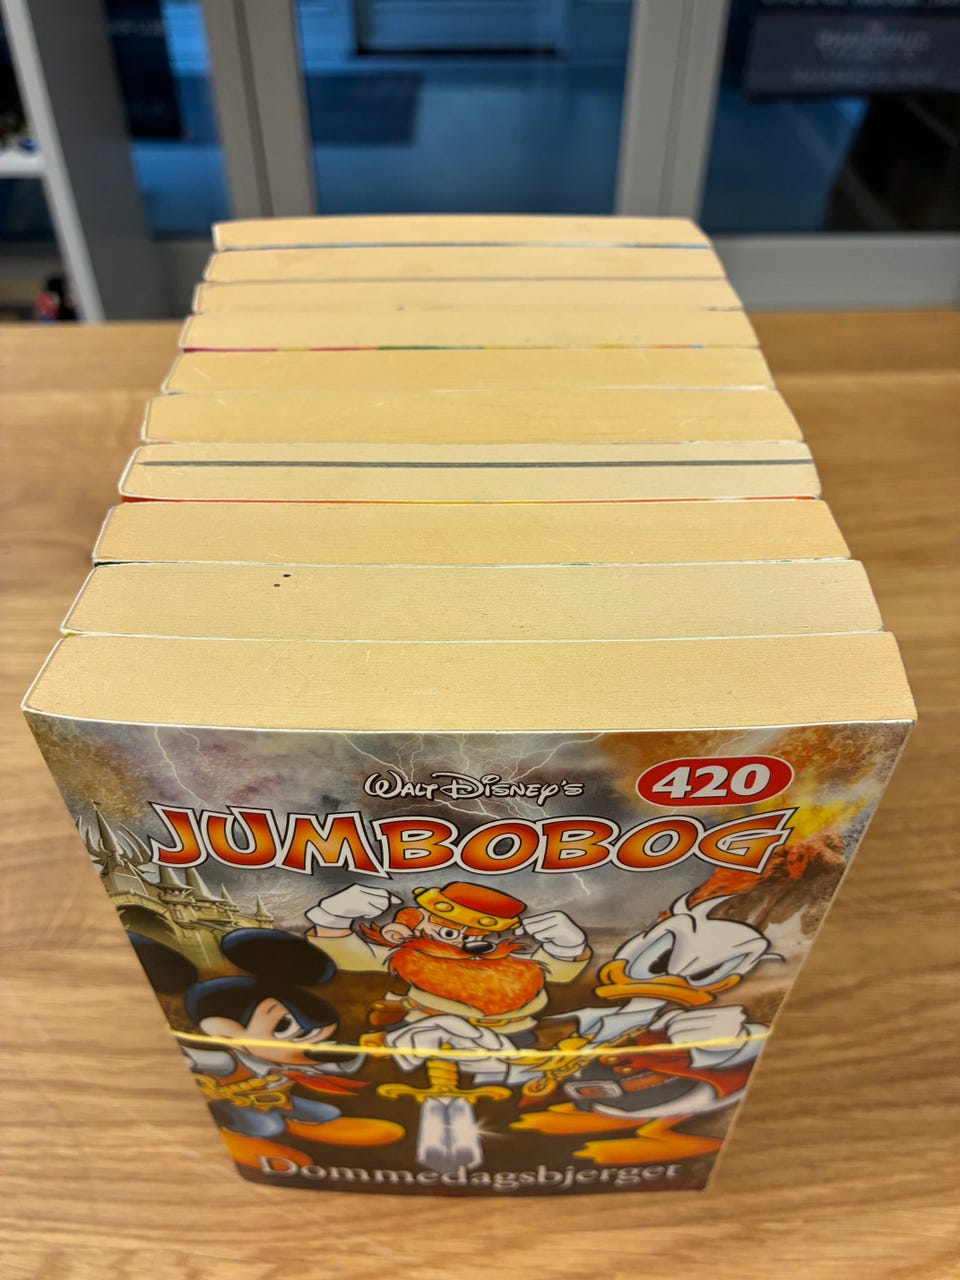 Walt Disney's
420
JUMBOBOG
Dommedagsbjerget